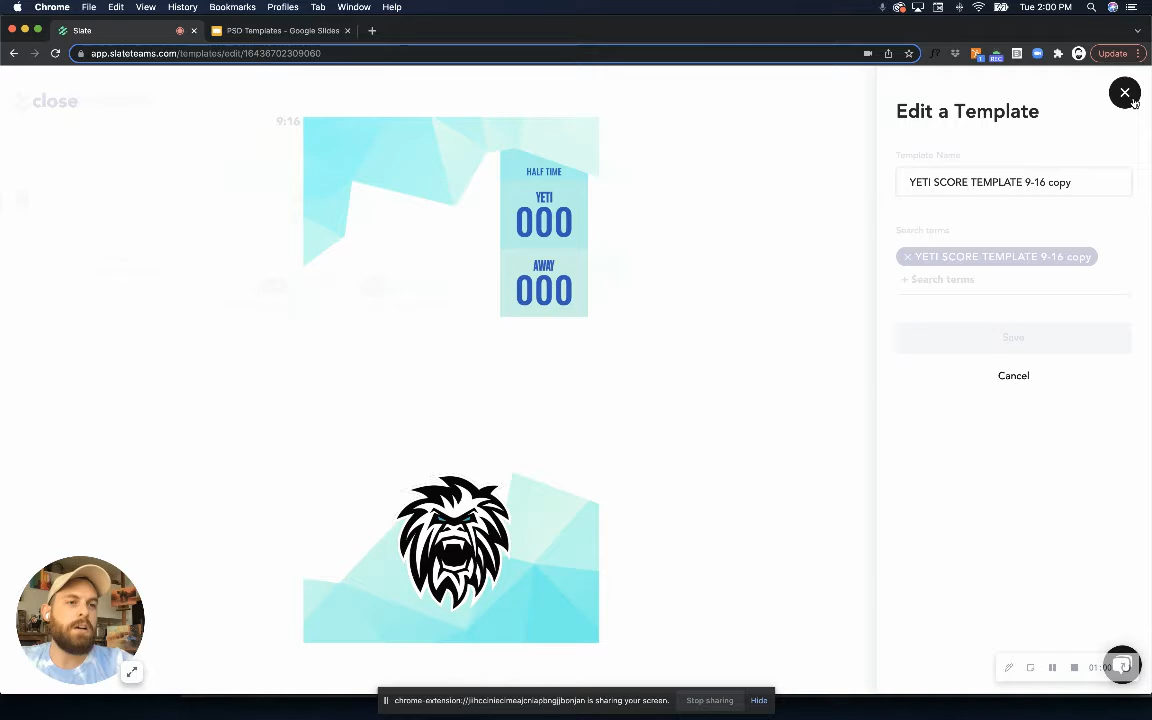 Chrome File Edit View History Bookmarks Profiles Tab Window Help
Tue 2:00 PM
Slate
PSD Templates - Google Slides
app.slateteams.com/templates/edit/16436702309060
REC
Update
close
9:16
HALF TIME
YETI
000
AWAY
000
Edit a Template
Template Name
YETI SCORE TEMPLATE 9-16 copy
Search terms
× YETI SCORE TEMPLATE 9-16 copy
+ Search terms
Save
Cancel
chrome-extension://jiihcciniecimeajcniapbngjjbonjan is sharing your screen.
Stop sharing
Hide